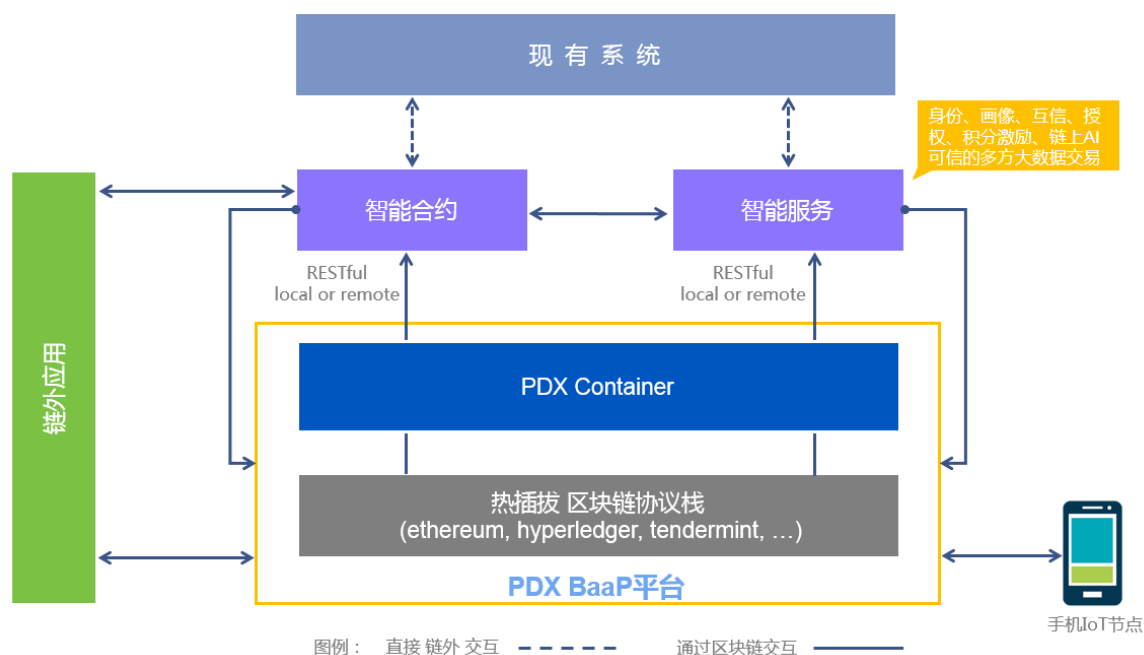 现 有 系 统
身份、画像、互信、授
权、积分激励、链上AI
可信的多方大数据交易
智能合约
智能服务
RESTful
local or remote
RESTful
local or remote
链外应用
PDX Container
热插拔 区块链协议栈
(ethereum, hyperledger, tendermint, …)
PDX BaaP平台
手机IoT节点
图例： 直接 链外 交互
通过区块链交互